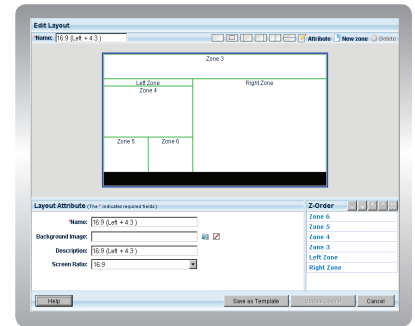 Edit Layout
*Name: 16:9 (Left + 4:3 )
Attribute New zone Delete
Zone 3
Left Zone
Right Zone
Zone 4
Zone 5 Zone 6
Layout Attribute (The * indicates required fields)
*Name: 16:9 (Left + 4:3 )
Background Image:
Description: 16:9 (Left + 4:3 )
Screen Ratio: 16:9
Z-Order
Zone 6
Zone 5
Zone 4
Zone 3
Left Zone
Right Zone
Help Save as Template Update Layout Cancel